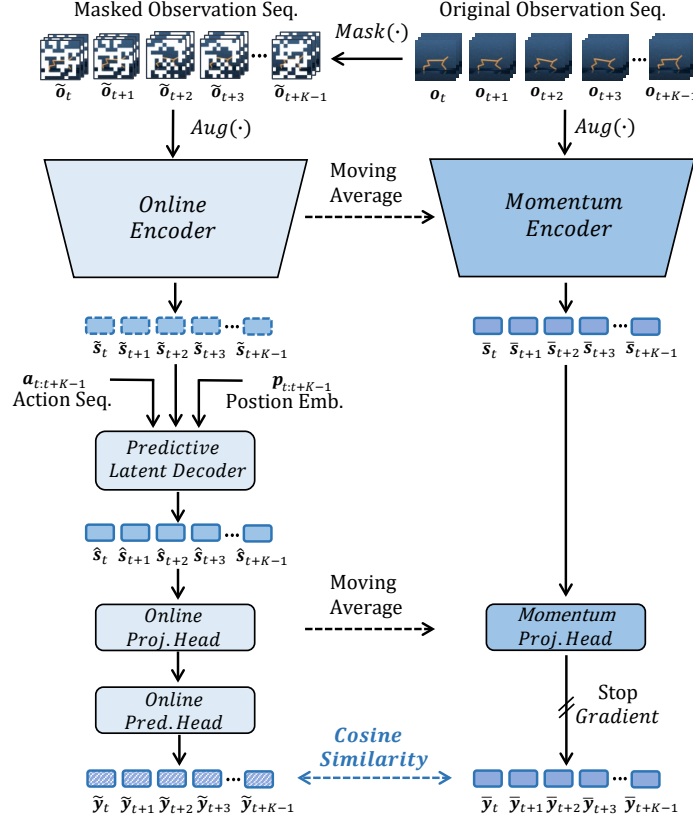 Masked Observation Seq.
Original Observation Seq.
Mask(·)
õ_t õ_{t+1} õ_{t+2} õ_{t+3} ··· õ_{t+K−1}
o_t o_{t+1} o_{t+2} o_{t+3} ··· o_{t+K−1}
Aug(·)
Aug(·)
Online
Encoder
Moving
Average
Momentum
Encoder
s̃_t s̃_{t+1} s̃_{t+2} s̃_{t+3} ··· s̃_{t+K−1}
s̄_t s̄_{t+1} s̄_{t+2} s̄_{t+3} ··· s̄_{t+K−1}
a_{t:t+K−1}
Action Seq.
p_{t:t+K−1}
Postion Emb.
Predictive
Latent Decoder
ŝ_t ŝ_{t+1} ŝ_{t+2} ŝ_{t+3} ··· ŝ_{t+K−1}
Online
Proj. Head
Moving
Average
Momentum
Proj. Head
Online
Pred. Head
Stop
Gradient
Cosine
Similarity
ỹ_t ỹ_{t+1} ỹ_{t+2} ỹ_{t+3} ··· ỹ_{t+K−1}
ȳ_t ȳ_{t+1} ȳ_{t+2} ȳ_{t+3} ··· ȳ_{t+K−1}